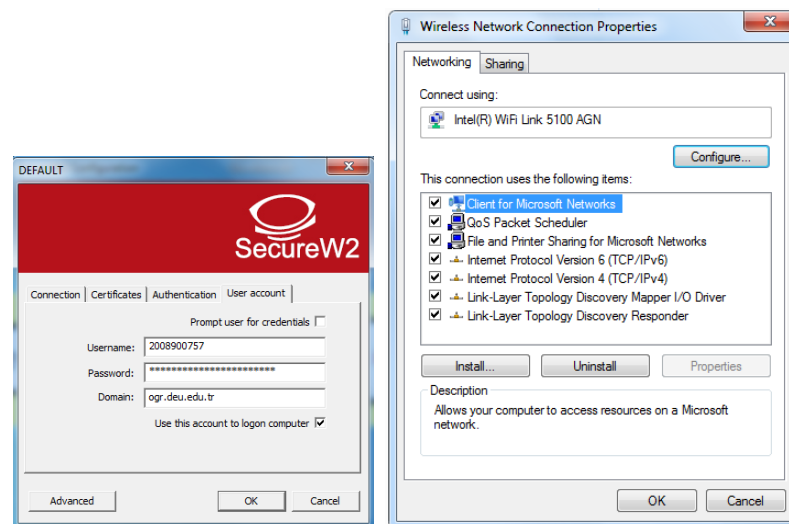 DEFAULT
SecureW2
Connection Certificates Authentication User account
Prompt user for credentials
Username: 2008900757
Password: ***********************
Domain: ogr.deu.edu.tr
Use this account to logon computer
Advanced OK Cancel
Wireless Network Connection Properties
Networking Sharing
Connect using:
Intel(R) WiFi Link 5100 AGN
Configure...
This connection uses the following items:
Client for Microsoft Networks
QoS Packet Scheduler
File and Printer Sharing for Microsoft Networks
Internet Protocol Version 6 (TCP/IPv6)
Internet Protocol Version 4 (TCP/IPv4)
Link-Layer Topology Discovery Mapper I/O Driver
Link-Layer Topology Discovery Responder
Install... Uninstall Properties
Description
Allows your computer to access resources on a Microsoft
network.
OK Cancel